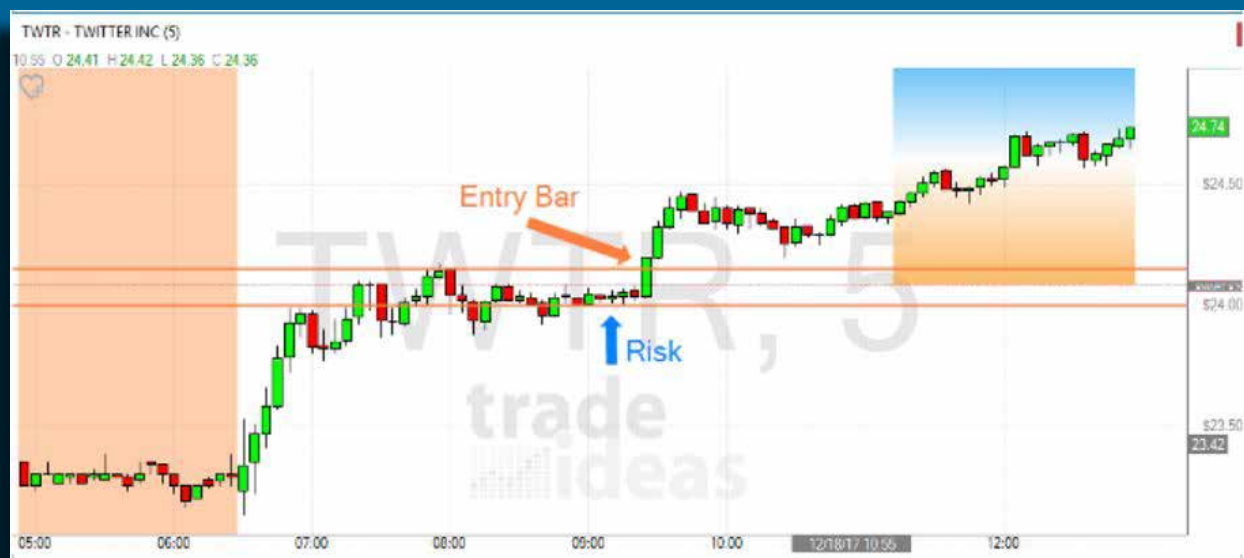 TWTR - TWITTER INC (5)
10:55 O 24.41 H 24.42 L 24.36 C 24.36
24.74
Entry Bar
$24.50
TWTR, 5
$24.00
Risk
trade
ideas
$23.50
23.42
05:00 06:00 07:00 08:00 09:00 10:00 12/18/17 10:55 12:00